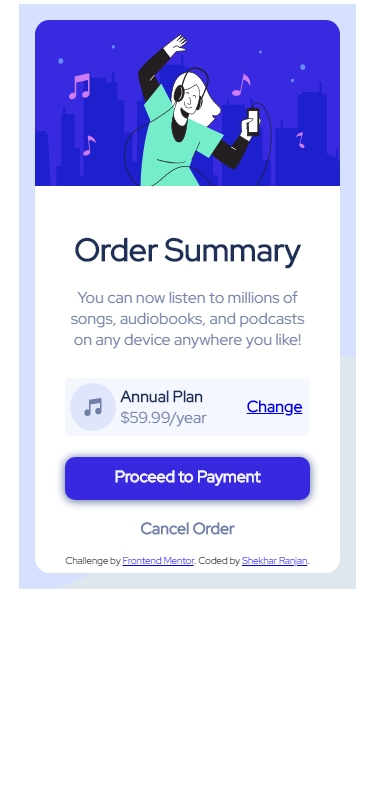 Order Summary
You can now listen to millions of
songs, audiobooks, and podcasts
on any device anywhere you like!
Annual Plan
$59.99/year
Change
Proceed to Payment
Cancel Order
Challenge by Frontend Mentor. Coded by Shekhar Ranjan.